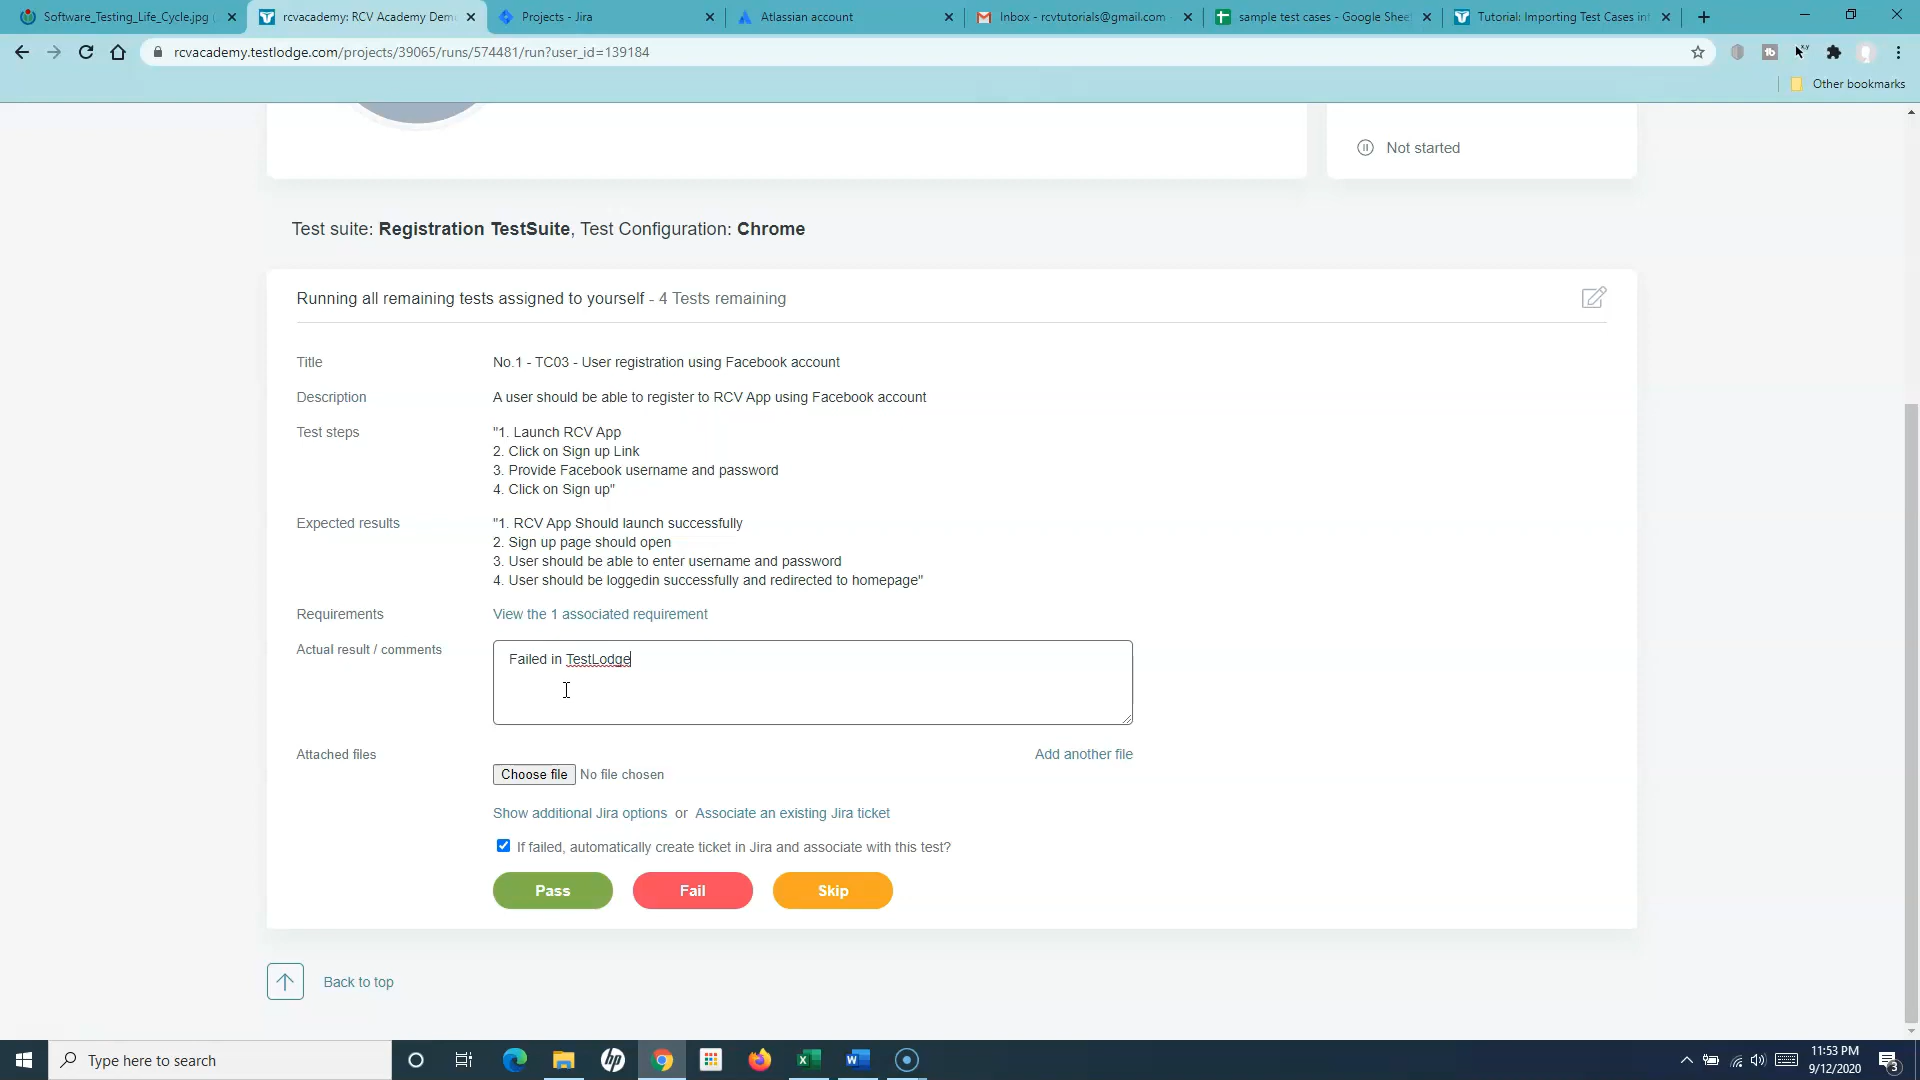 Software_Testing_Life_Cycle.jpg (
rcvacademy: RCV Academy Dem
Projects - Jira
Atlassian account
Inbox - rcvtutorials@gmail.com
sample test cases - Google Shee
Tutorial: Importing Test Cases in
rcvacademy.testlodge.com/projects/39065/runs/574481/run?user_id=139184
Other bookmarks
Not started
Test suite: Registration TestSuite, Test Configuration: Chrome
Running all remaining tests assigned to yourself - 4 Tests remaining
Title
No.1 - TC03 - User registration using Facebook account
Description
A user should be able to register to RCV App using Facebook account
Test steps
"1. Launch RCV App
2. Click on Sign up Link
3. Provide Facebook username and password
4. Click on Sign up"
Expected results
"1. RCV App Should launch successfully
2. Sign up page should open
3. User should be able to enter username and password
4. User should be loggedin successfully and redirected to homepage"
Requirements
View the 1 associated requirement
Actual result / comments
Failed in TestLodge
Attached files
Add another file
Choose file No file chosen
Show additional Jira options or Associate an existing Jira ticket
If failed, automatically create ticket in Jira and associate with this test?
Pass
Fail
Skip
Back to top
Type here to search
11:53 PM
9/12/2020
3